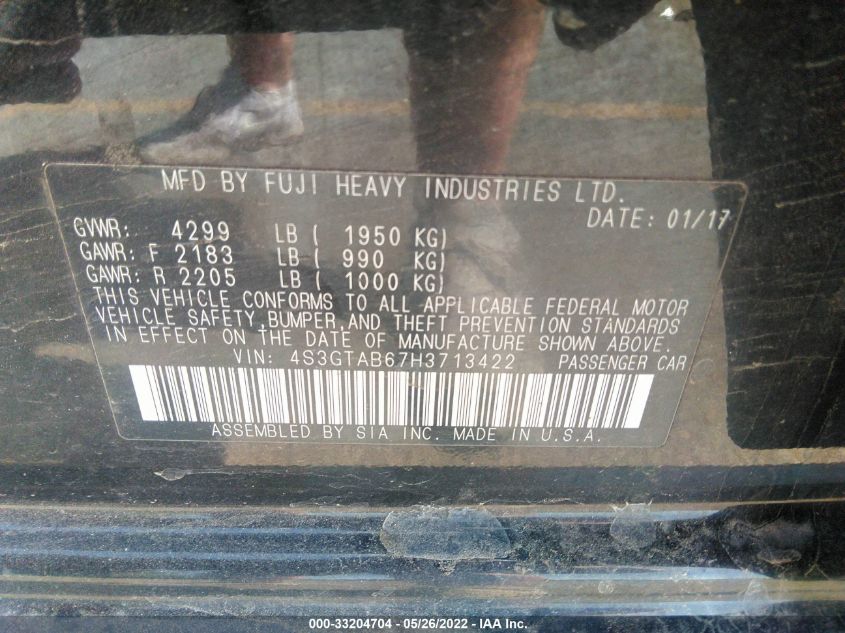 MFD BY FUJI HEAVY INDUSTRIES LTD.
DATE: 01/17
GVWR: 4299 LB ( 1950 KG)
GAWR: F 2183 LB ( 990 KG)
GAWR: R 2205 LB ( 1000 KG)
THIS VEHICLE CONFORMS TO ALL APPLICABLE FEDERAL MOTOR
VEHICLE SAFETY,BUMPER,AND THEFT PREVENTION STANDARDS
IN EFFECT ON THE DATE OF MANUFACTURE SHOWN ABOVE.
VIN: 4S3GTAB67H3713422 PASSENGER CAR
ASSEMBLED BY SIA INC. MADE IN U.S.A.
000-33204704 - 05/26/2022 - IAA Inc.